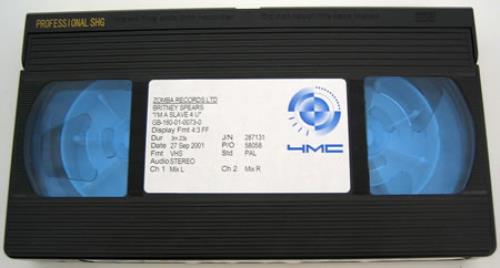 PROFESSIONAL SHG
ZOMBA RECORDS LTD
BRITNEY SPEARS
"I'M A SLAVE 4 U"
GB-160-01-0073-0
Display Fmt 4:3 FF
Dur 3m 23s J/N 287131
Date 27 Sep 2001 P/O 58058
Fmt VHS Std PAL
Audio STEREO
Ch 1 Mix L Ch 2 Mix R
4MC